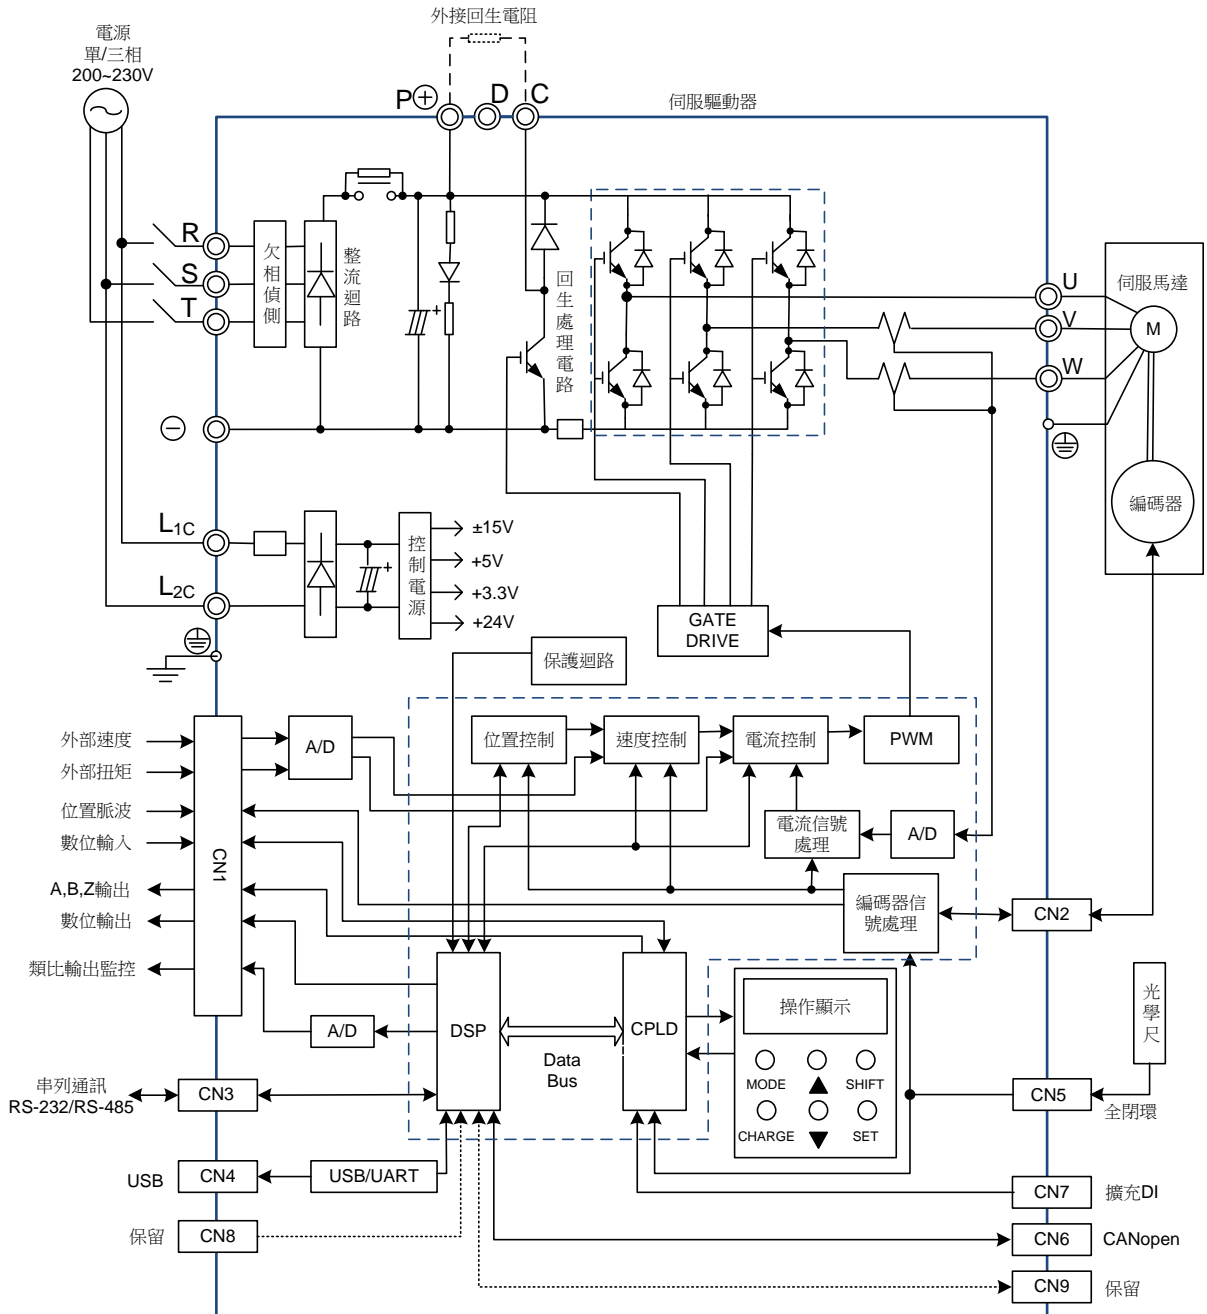 外接回生電阻
電源
單/三相
200~230V
P⊕
D
C
伺服驅動器
R
S
T
欠相偵側
整流迴路
回生處理電路
U
V
W
伺服馬達
M
編碼器
+
⊖
L1C
L2C
+
控制電源
±15V
+5V
+3.3V
+24V
GATE
DRIVE
保護迴路
外部速度
外部扭矩
位置脈波
數位輸入
A,B,Z輸出
數位輸出
類比輸出監控
CN1
A/D
位置控制
速度控制
電流控制
PWM
電流信號
處理
A/D
編碼器信
號處理
CN2
DSP
CPLD
Data
Bus
A/D
操作顯示
MODE
▲
SHIFT
CHARGE
▼
SET
光學尺
串列通訊
RS-232/RS-485
CN3
CN5
全閉環
USB
CN4
USB/UART
CN7
擴充DI
保留
CN8
CN6
CANopen
CN9
保留